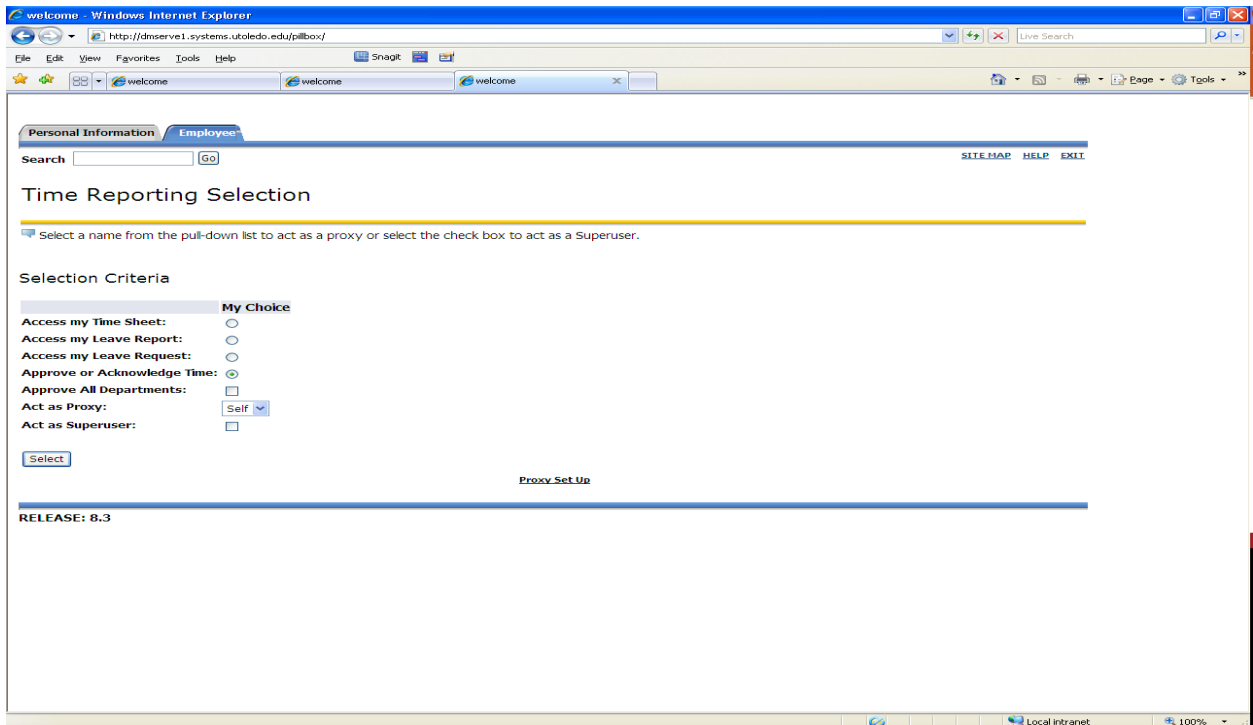 welcome - Windows Internet Explorer
http://dmserve1.systems.utoledo.edu/pillbox/
Live Search
File Edit View Favorites Tools Help
Snagit
welcome
welcome
welcome
Page
Tools
Personal Information
Employee
Search
Go
SITE MAP HELP EXIT
Time Reporting Selection
Select a name from the pull-down list to act as a proxy or select the check box to act as a Superuser.
Selection Criteria
My Choice
Access my Time Sheet:
Access my Leave Report:
Access my Leave Request:
Approve or Acknowledge Time:
Approve All Departments:
Act as Proxy: Self
Act as Superuser:
Select
Proxy Set Up
RELEASE: 8.3
Local intranet
100%